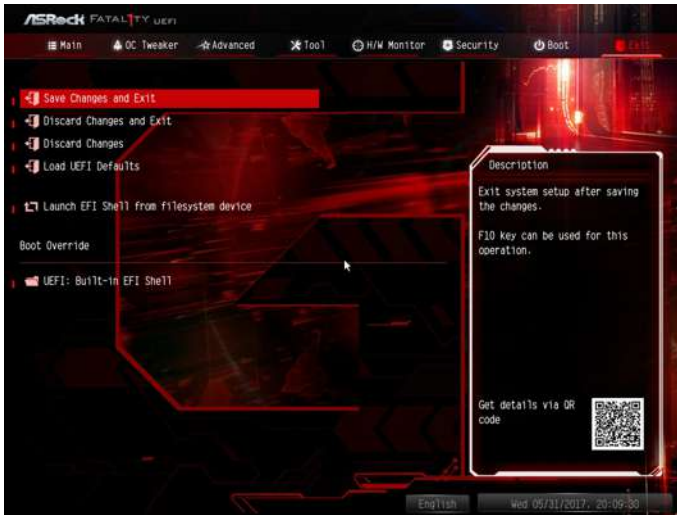 ASRock FATAL1TY UEFI
Main OC Tweaker Advanced Tool H/W Monitor Security Boot Exit
Save Changes and Exit
Discard Changes and Exit
Discard Changes
Load UEFI Defaults
Launch EFI Shell from filesystem device
Boot Override
UEFI: Built-in EFI Shell
Description
Exit system setup after saving
the changes.
F10 key can be used for this
operation.
Get details via QR
code
English
Wed 05/31/2017, 20:09:30